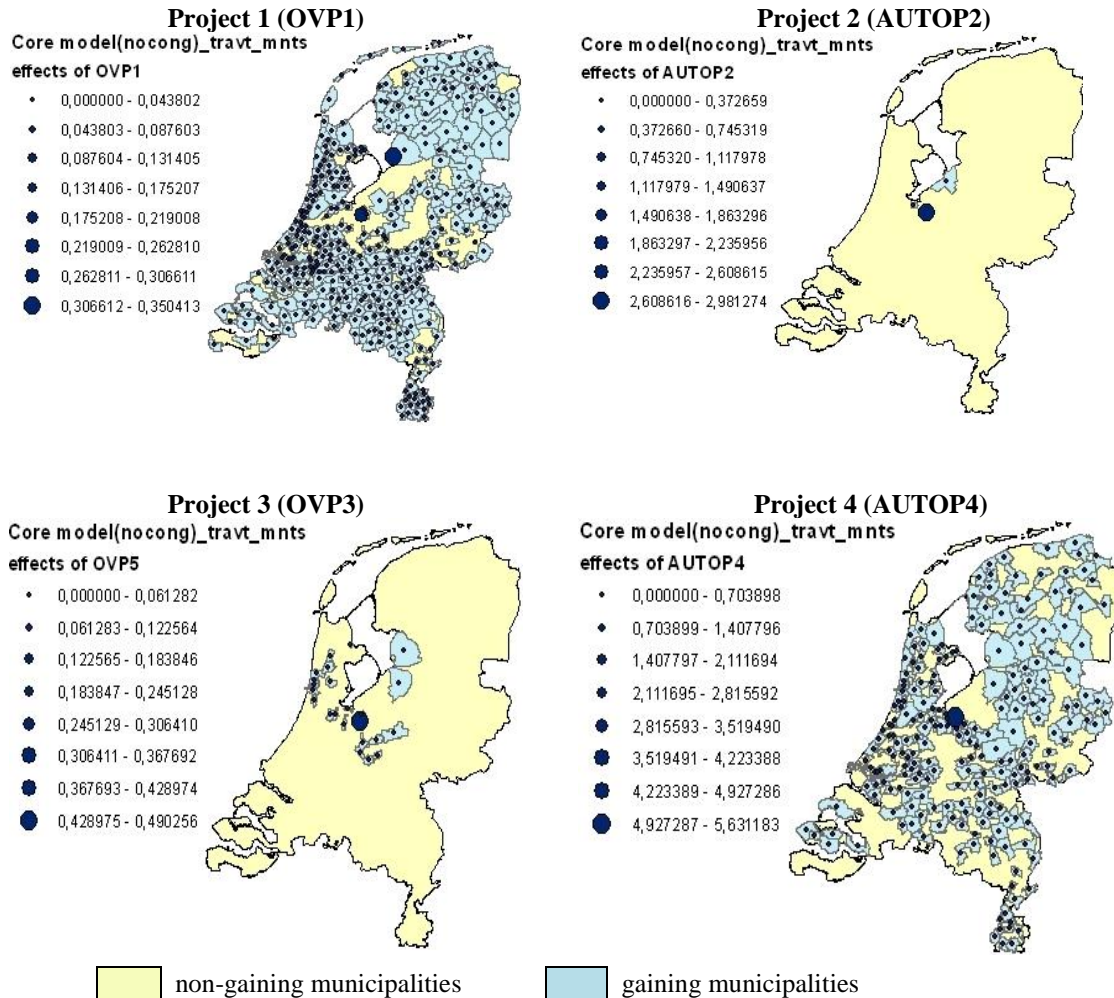 Project 1 (OVP1)
Core model(nocong)_travt_mnts
effects of OVP1
0,000000 - 0,043802
0,043803 - 0,087603
0,087604 - 0,131405
0,131406 - 0,175207
0,175208 - 0,219008
0,219009 - 0,262810
0,262811 - 0,306611
0,306612 - 0,350413
Project 2 (AUTOP2)
Core model(nocong)_travt_mnts
effects of AUTOP2
0,000000 - 0,372659
0,372660 - 0,745319
0,745320 - 1,117978
1,117979 - 1,490637
1,490638 - 1,863296
1,863297 - 2,235956
2,235957 - 2,608615
2,608616 - 2,981274
Project 3 (OVP3)
Core model(nocong)_travt_mnts
effects of OVP5
0,000000 - 0,061282
0,061283 - 0,122564
0,122565 - 0,183846
0,183847 - 0,245128
0,245129 - 0,306410
0,306411 - 0,367692
0,367693 - 0,428974
0,428975 - 0,490256
Project 4 (AUTOP4)
Core model(nocong)_travt_mnts
effects of AUTOP4
0,000000 - 0,703898
0,703899 - 1,407796
1,407797 - 2,111694
2,111695 - 2,815592
2,815593 - 3,519490
3,519491 - 4,223388
4,223389 - 4,927286
4,927287 - 5,631183
non-gaining municipalities
gaining municipalities